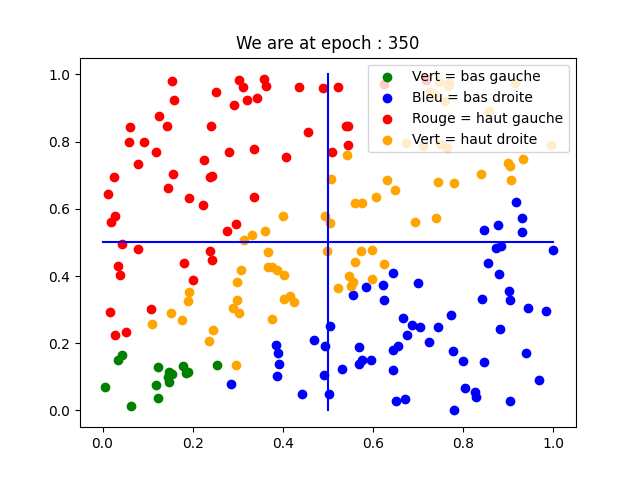 We are at epoch : 350
Vert = bas gauche
Bleu = bas droite
Rouge = haut gauche
Vert = haut droite
1.0
0.8
0.6
0.4
0.2
0.0
0.0 0.2 0.4 0.6 0.8 1.0